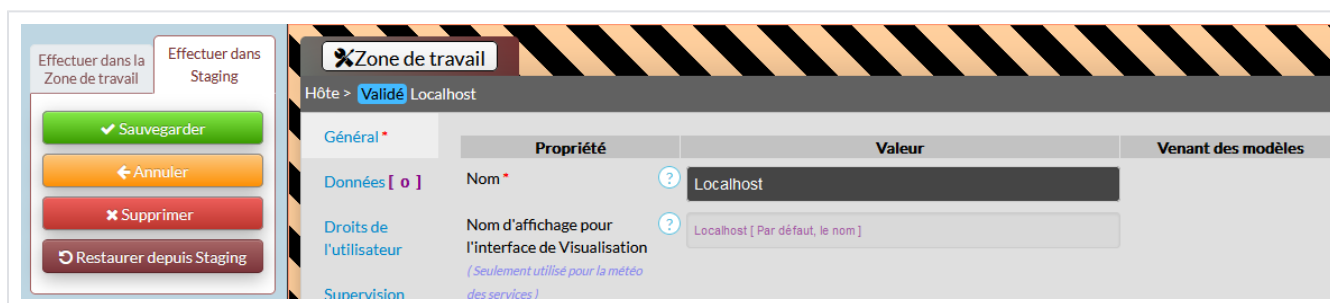 Effectuer dans la
Zone de travail
Effectuer dans
Staging
Sauvegarder
Annuler
Supprimer
Restaurer depuis Staging
Zone de travail
Hôte > Validé Localhost
Général *
Données [ 0 ]
Droits de
l'utilisateur
Supervision
Propriété Valeur Venant des modèles
Nom * ? Localhost
Nom d'affichage pour ? Localhost [ Par défaut, le nom ]
l'interface de Visualisation
( Seulement utilisé pour la météo
des services )